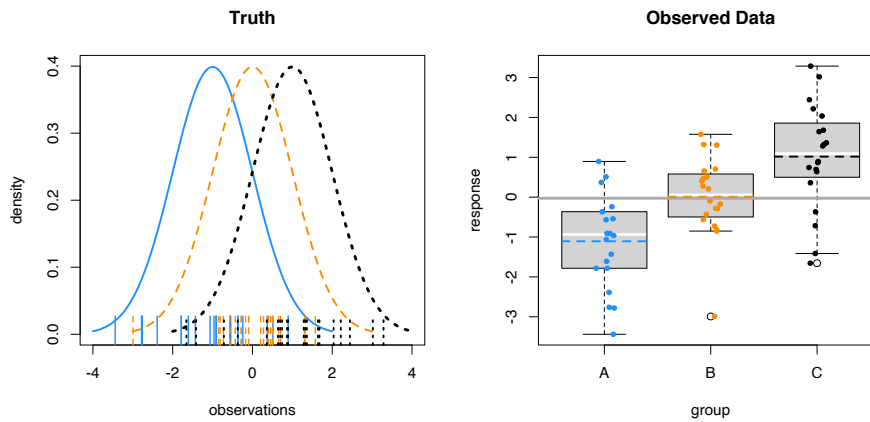 Truth
density
0.0 0.1 0.2 0.3 0.4
-4 -2 0 2 4
observations
Observed Data
response
-3 -2 -1 0 1 2 3
A B C
group